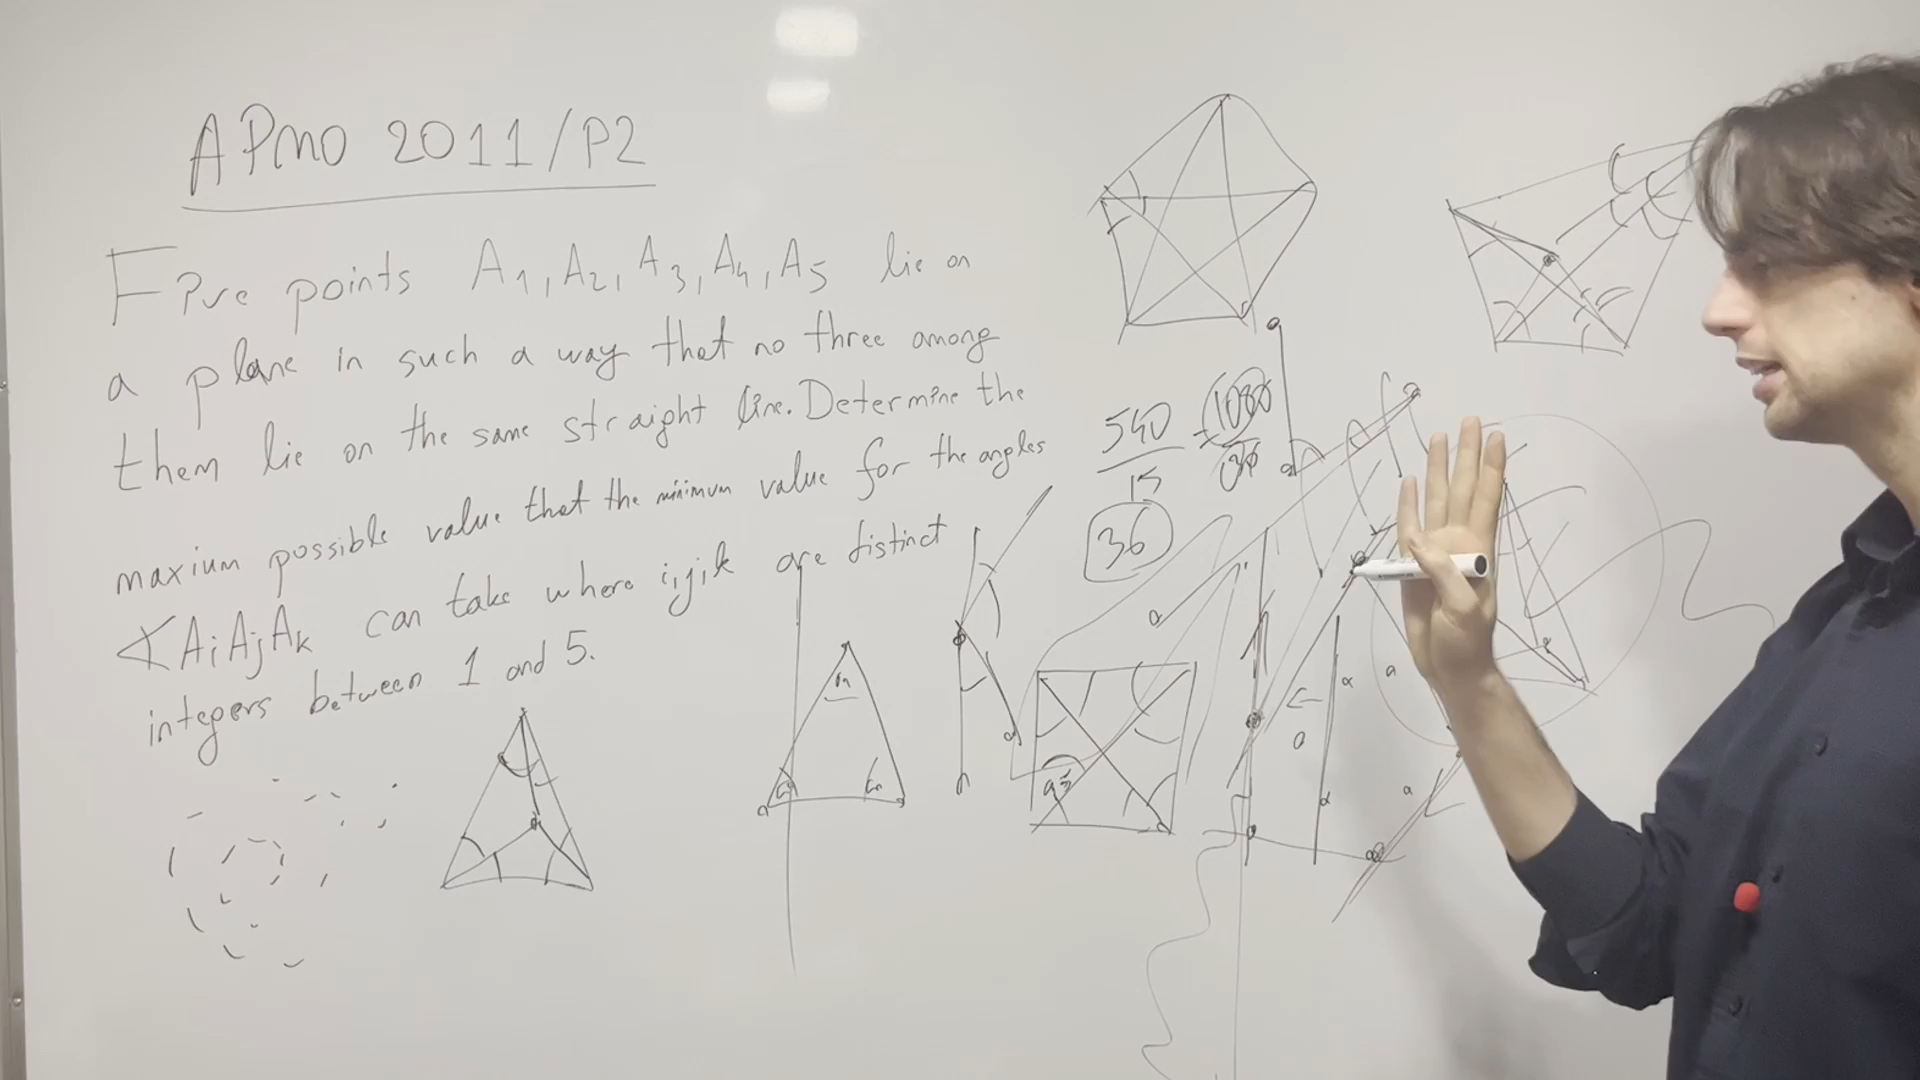 APMO 2011/P2
Five points A1, A2, A3, A4, A5 lie on
a plane in such a way that no three among
them lie on the same straight line. Determine the
maxium possible value that the minimum value for the angles
∢AiAjAk can take where i,j,k are distinct
integers between 1 and 5.
540
15
=
1080
30
36
a
a
a